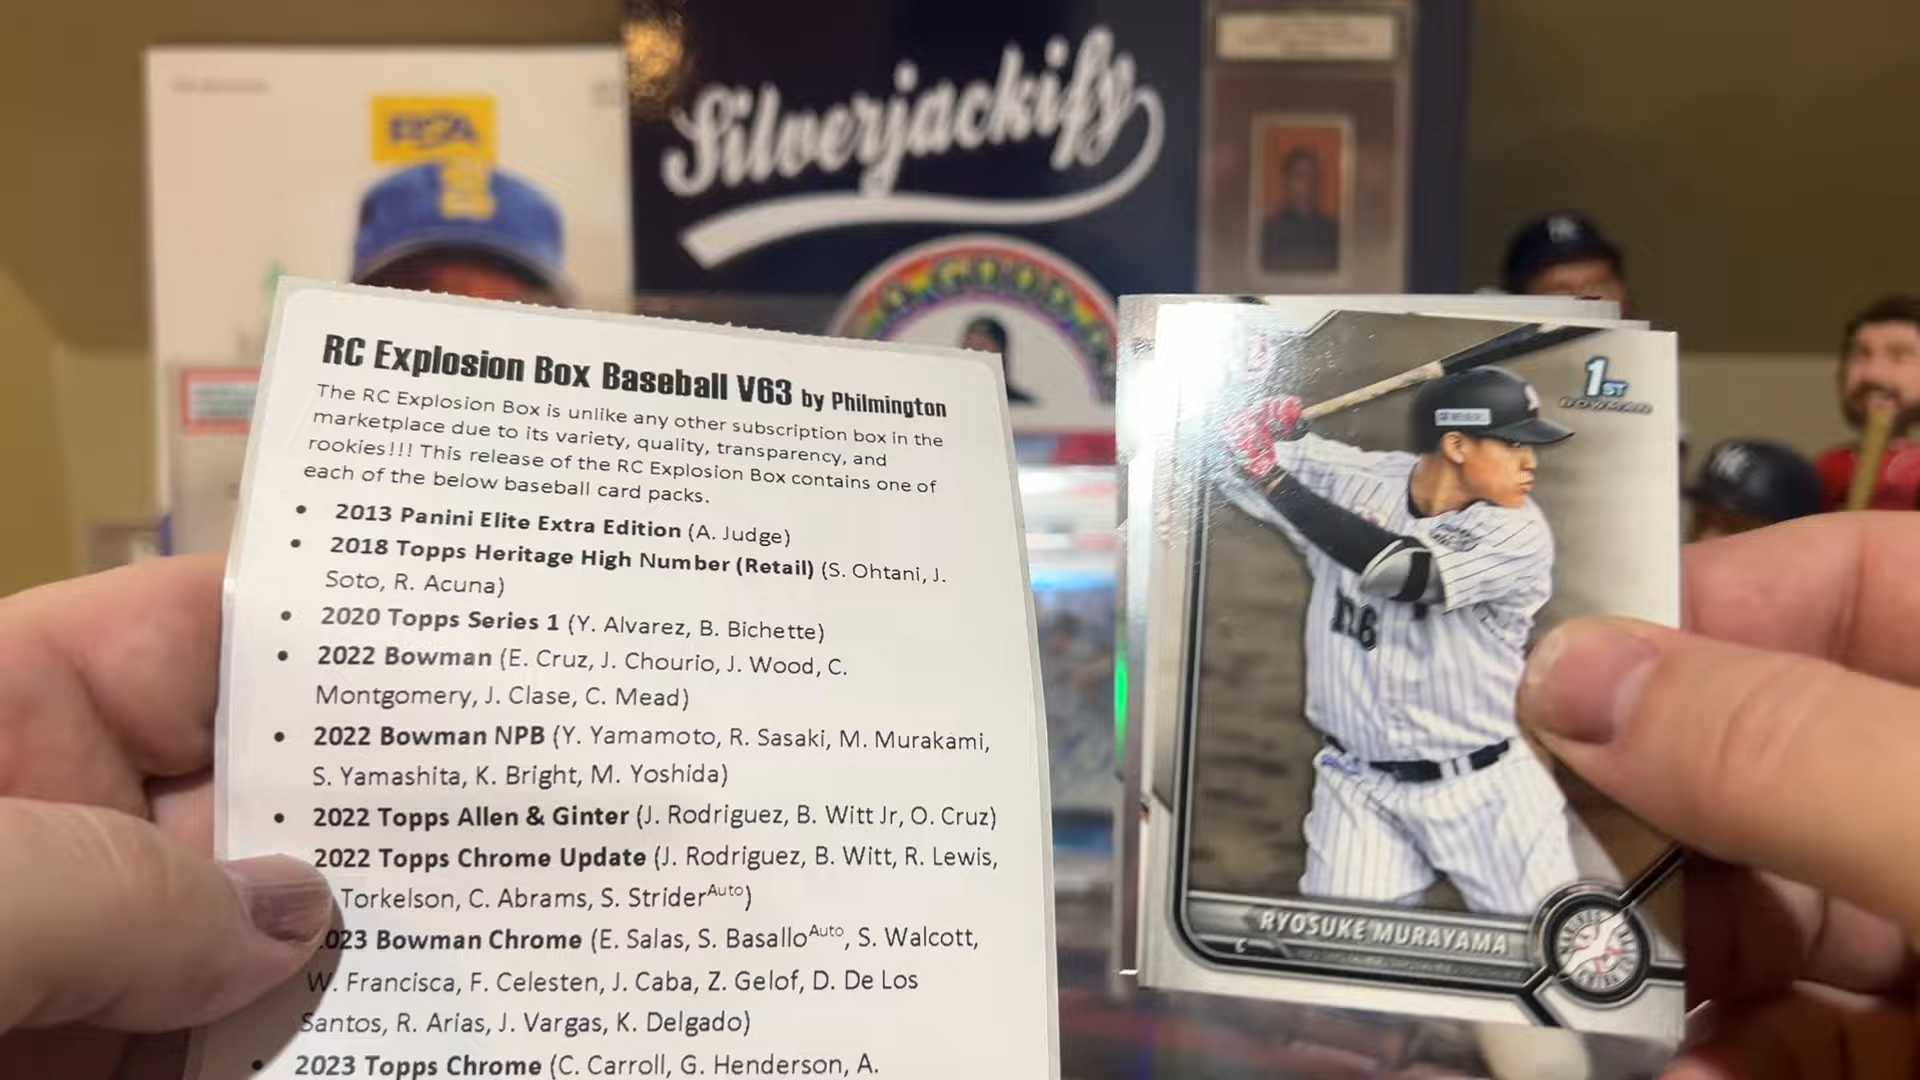 Silverjackify
PSA
A GOOD
RC Explosion Box Baseball V63 by Philmington
The RC Explosion Box is unlike any other subscription box in the
marketplace due to its variety, quality, transparency, and
rookies!!! This release of the RC Explosion Box contains one of
each of the below baseball card packs.
• 2013 Panini Elite Extra Edition (A. Judge)
• 2018 Topps Heritage High Number (Retail) (S. Ohtani, J.
Soto, R. Acuna)
• 2020 Topps Series 1 (Y. Alvarez, B. Bichette)
• 2022 Bowman (E. Cruz, J. Chourio, J. Wood, C.
Montgomery, J. Clase, C. Mead)
• 2022 Bowman NPB (Y. Yamamoto, R. Sasaki, M. Murakami,
S. Yamashita, K. Bright, M. Yoshida)
• 2022 Topps Allen & Ginter (J. Rodriguez, B. Witt Jr, O. Cruz)
2022 Topps Chrome Update (J. Rodriguez, B. Witt, R. Lewis,
Torkelson, C. Abrams, S. Strider Auto)
023 Bowman Chrome (E. Salas, S. Basallo Auto, S. Walcott,
W. Francisca, F. Celesten, J. Caba, Z. Gelof, D. De Los
Santos, R. Arias, J. Vargas, K. Delgado)
• 2023 Topps Chrome (C. Carroll, G. Henderson, A.
1ST
BOWMAN
RYOSUKE MURAYAMA
C